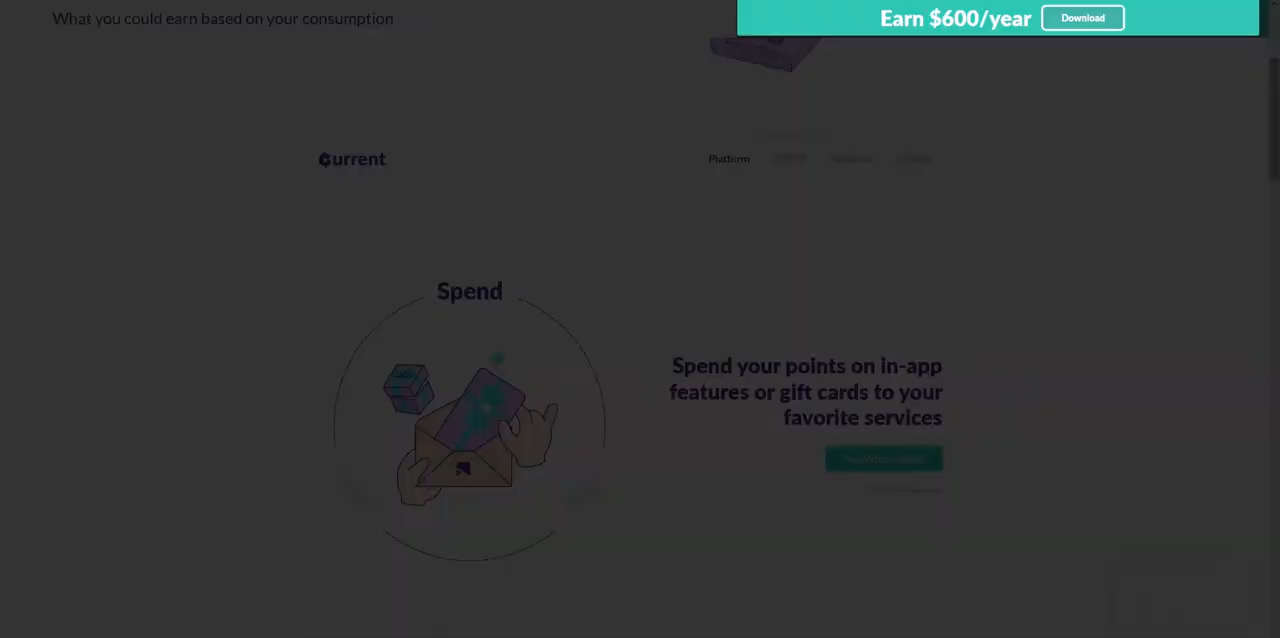 What you could earn based on your consumption
Earn $600/year
Download
Current
Platform
Spend
Spend your points on in-app
features or gift cards to your
favorite services